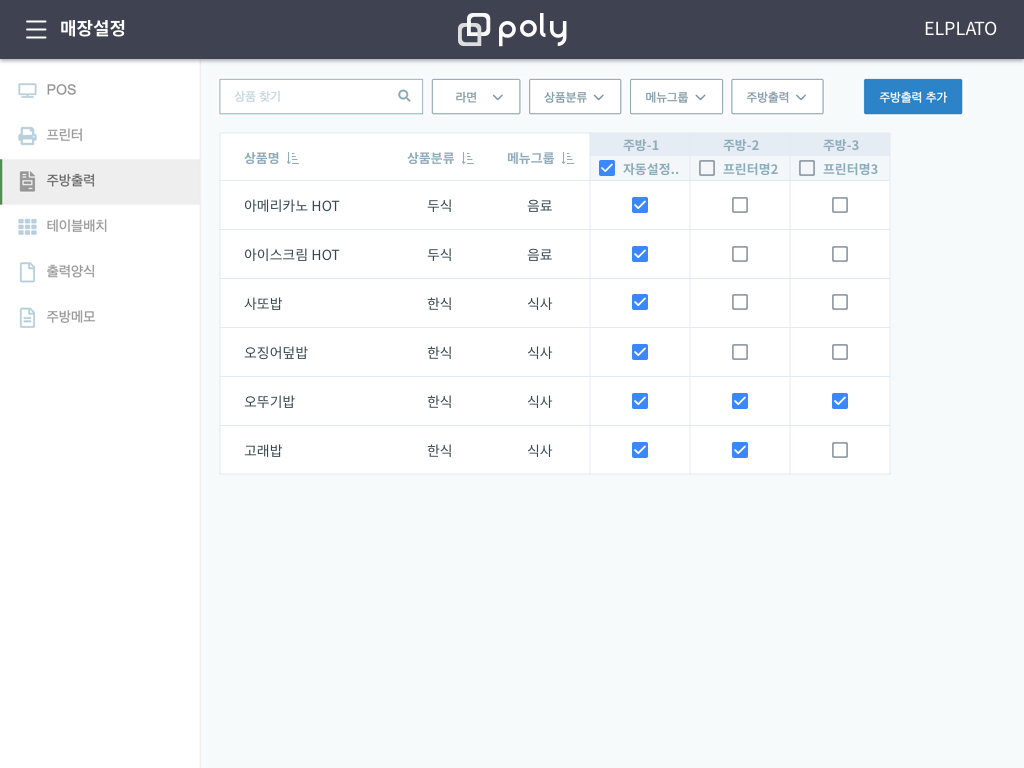 매장설정
poly
ELPLATO
POS
프린터
주방출력
테이블배치
출력양식
주방메모
상품 찾기
라면
상품분류
메뉴그룹
주방출력
주방출력 추가
상품명 상품분류 메뉴그룹
주방-1 주방-2 주방-3
자동설정.. 프린터명2 프린터명3
아메리카노 HOT 두식 음료
아이스크림 HOT 두식 음료
사또밥 한식 식사
오징어덮밥 한식 식사
오뚜기밥 한식 식사
고래밥 한식 식사